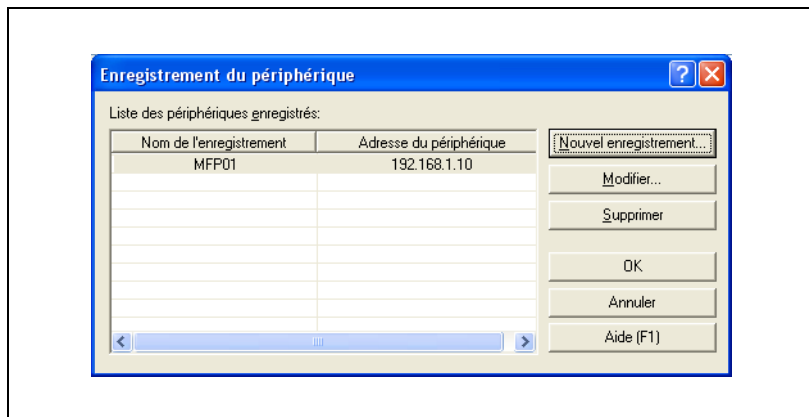 Enregistrement du périphérique
Liste des périphériques enregistrés:
Nom de l'enregistrement Adresse du périphérique
MFP01 192.168.1.10
Nouvel enregistrement...
Modifier...
Supprimer
OK
Annuler
Aide (F1)